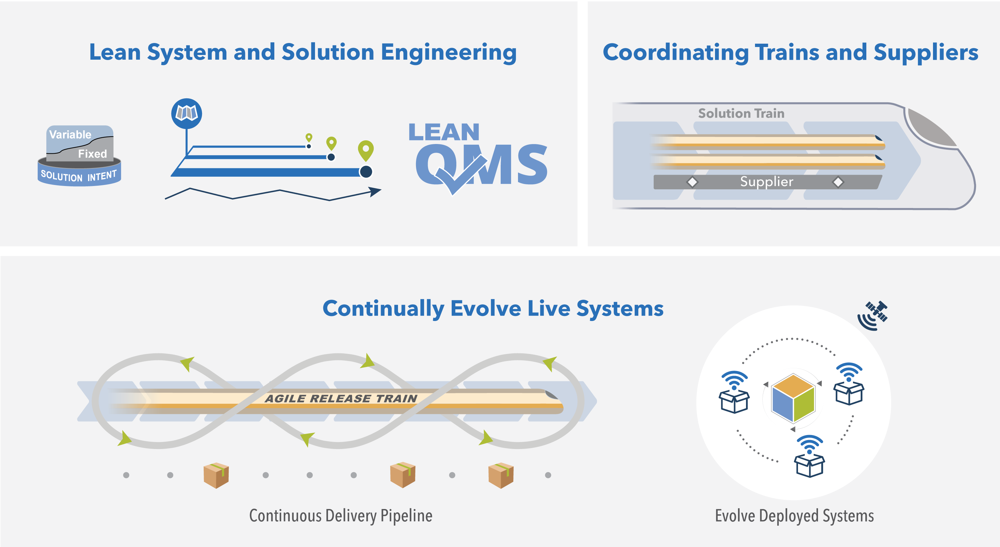 Lean System and Solution Engineering
Variable
Fixed
SOLUTION INTENT
LEAN
QMS
Coordinating Trains and Suppliers
Solution Train
Supplier
Continually Evolve Live Systems
AGILE RELEASE TRAIN
Continuous Delivery Pipeline
Evolve Deployed Systems